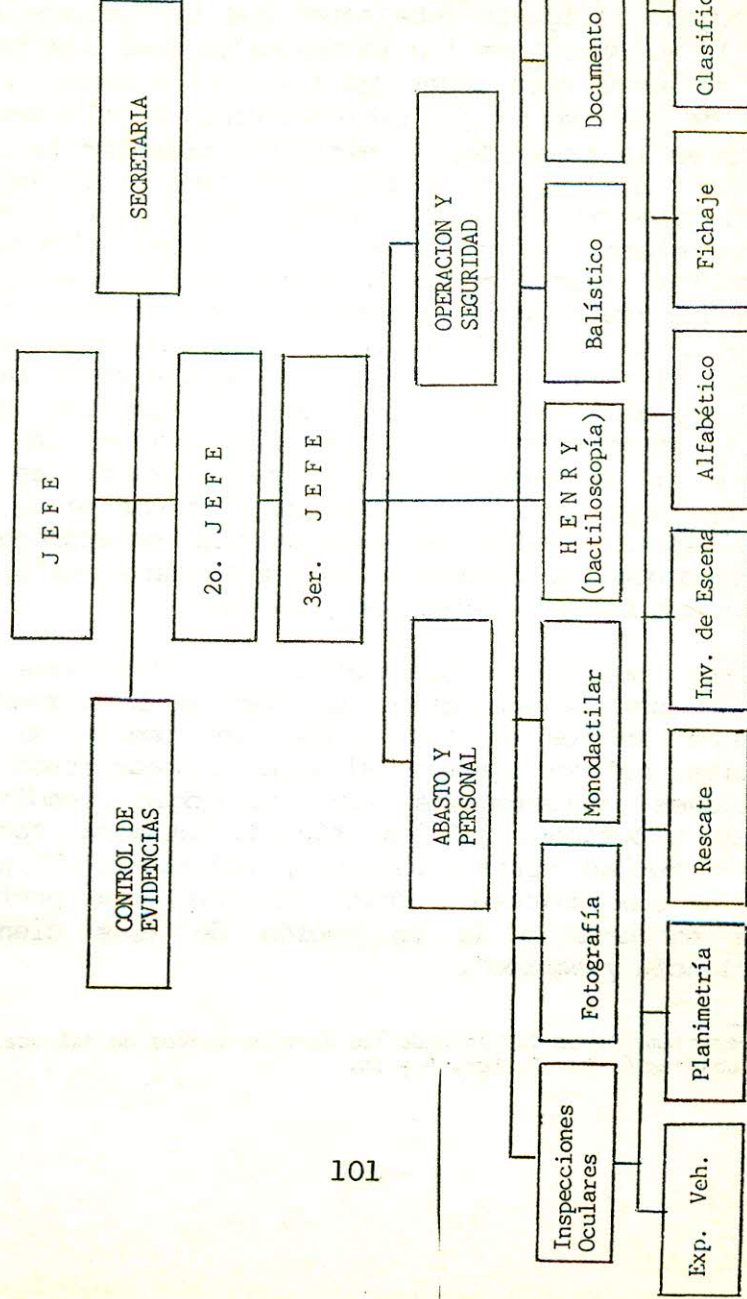 J E F E
CONTROL DE
EVIDENCIAS
SECRETARIA
2o. J E F E
3er. J E F E
ABASTO Y
PERSONAL
OPERACION Y
SEGURIDAD
Inspecciones
Oculares
Fotografía
Monodactilar
H E N R Y
(Dactiloscopía)
Balístico
Documento
Exp. Veh.
Planimetría
Rescate
Inv. de Escena
Alfabético
Fichaje
Clasific
101